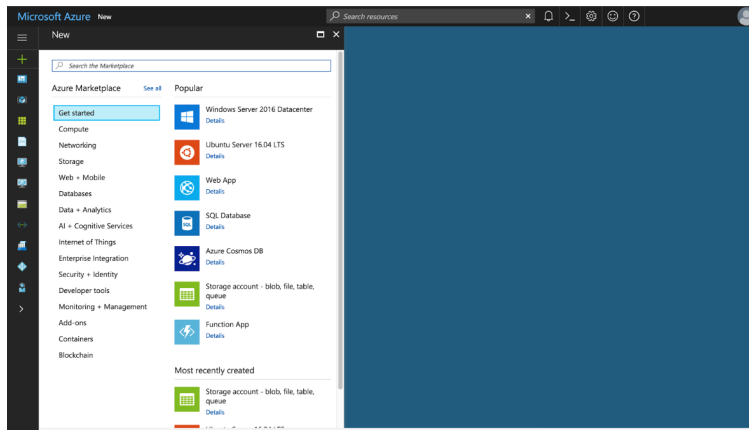 Microsoft Azure New
Search resources
New
Search the Marketplace
Azure Marketplace See all
Popular
Get started
Compute
Networking
Storage
Web + Mobile
Databases
Data + Analytics
AI + Cognitive Services
Internet of Things
Enterprise Integration
Security + Identity
Developer tools
Monitoring + Management
Add-ons
Containers
Blockchain
Windows Server 2016 Datacenter
Details
Ubuntu Server 16.04 LTS
Details
Web App
Details
SQL
SQL Database
Details
Azure Cosmos DB
Details
Storage account - blob, file, table,
queue
Details
Function App
Details
Most recently created
Storage account - blob, file, table,
queue
Details